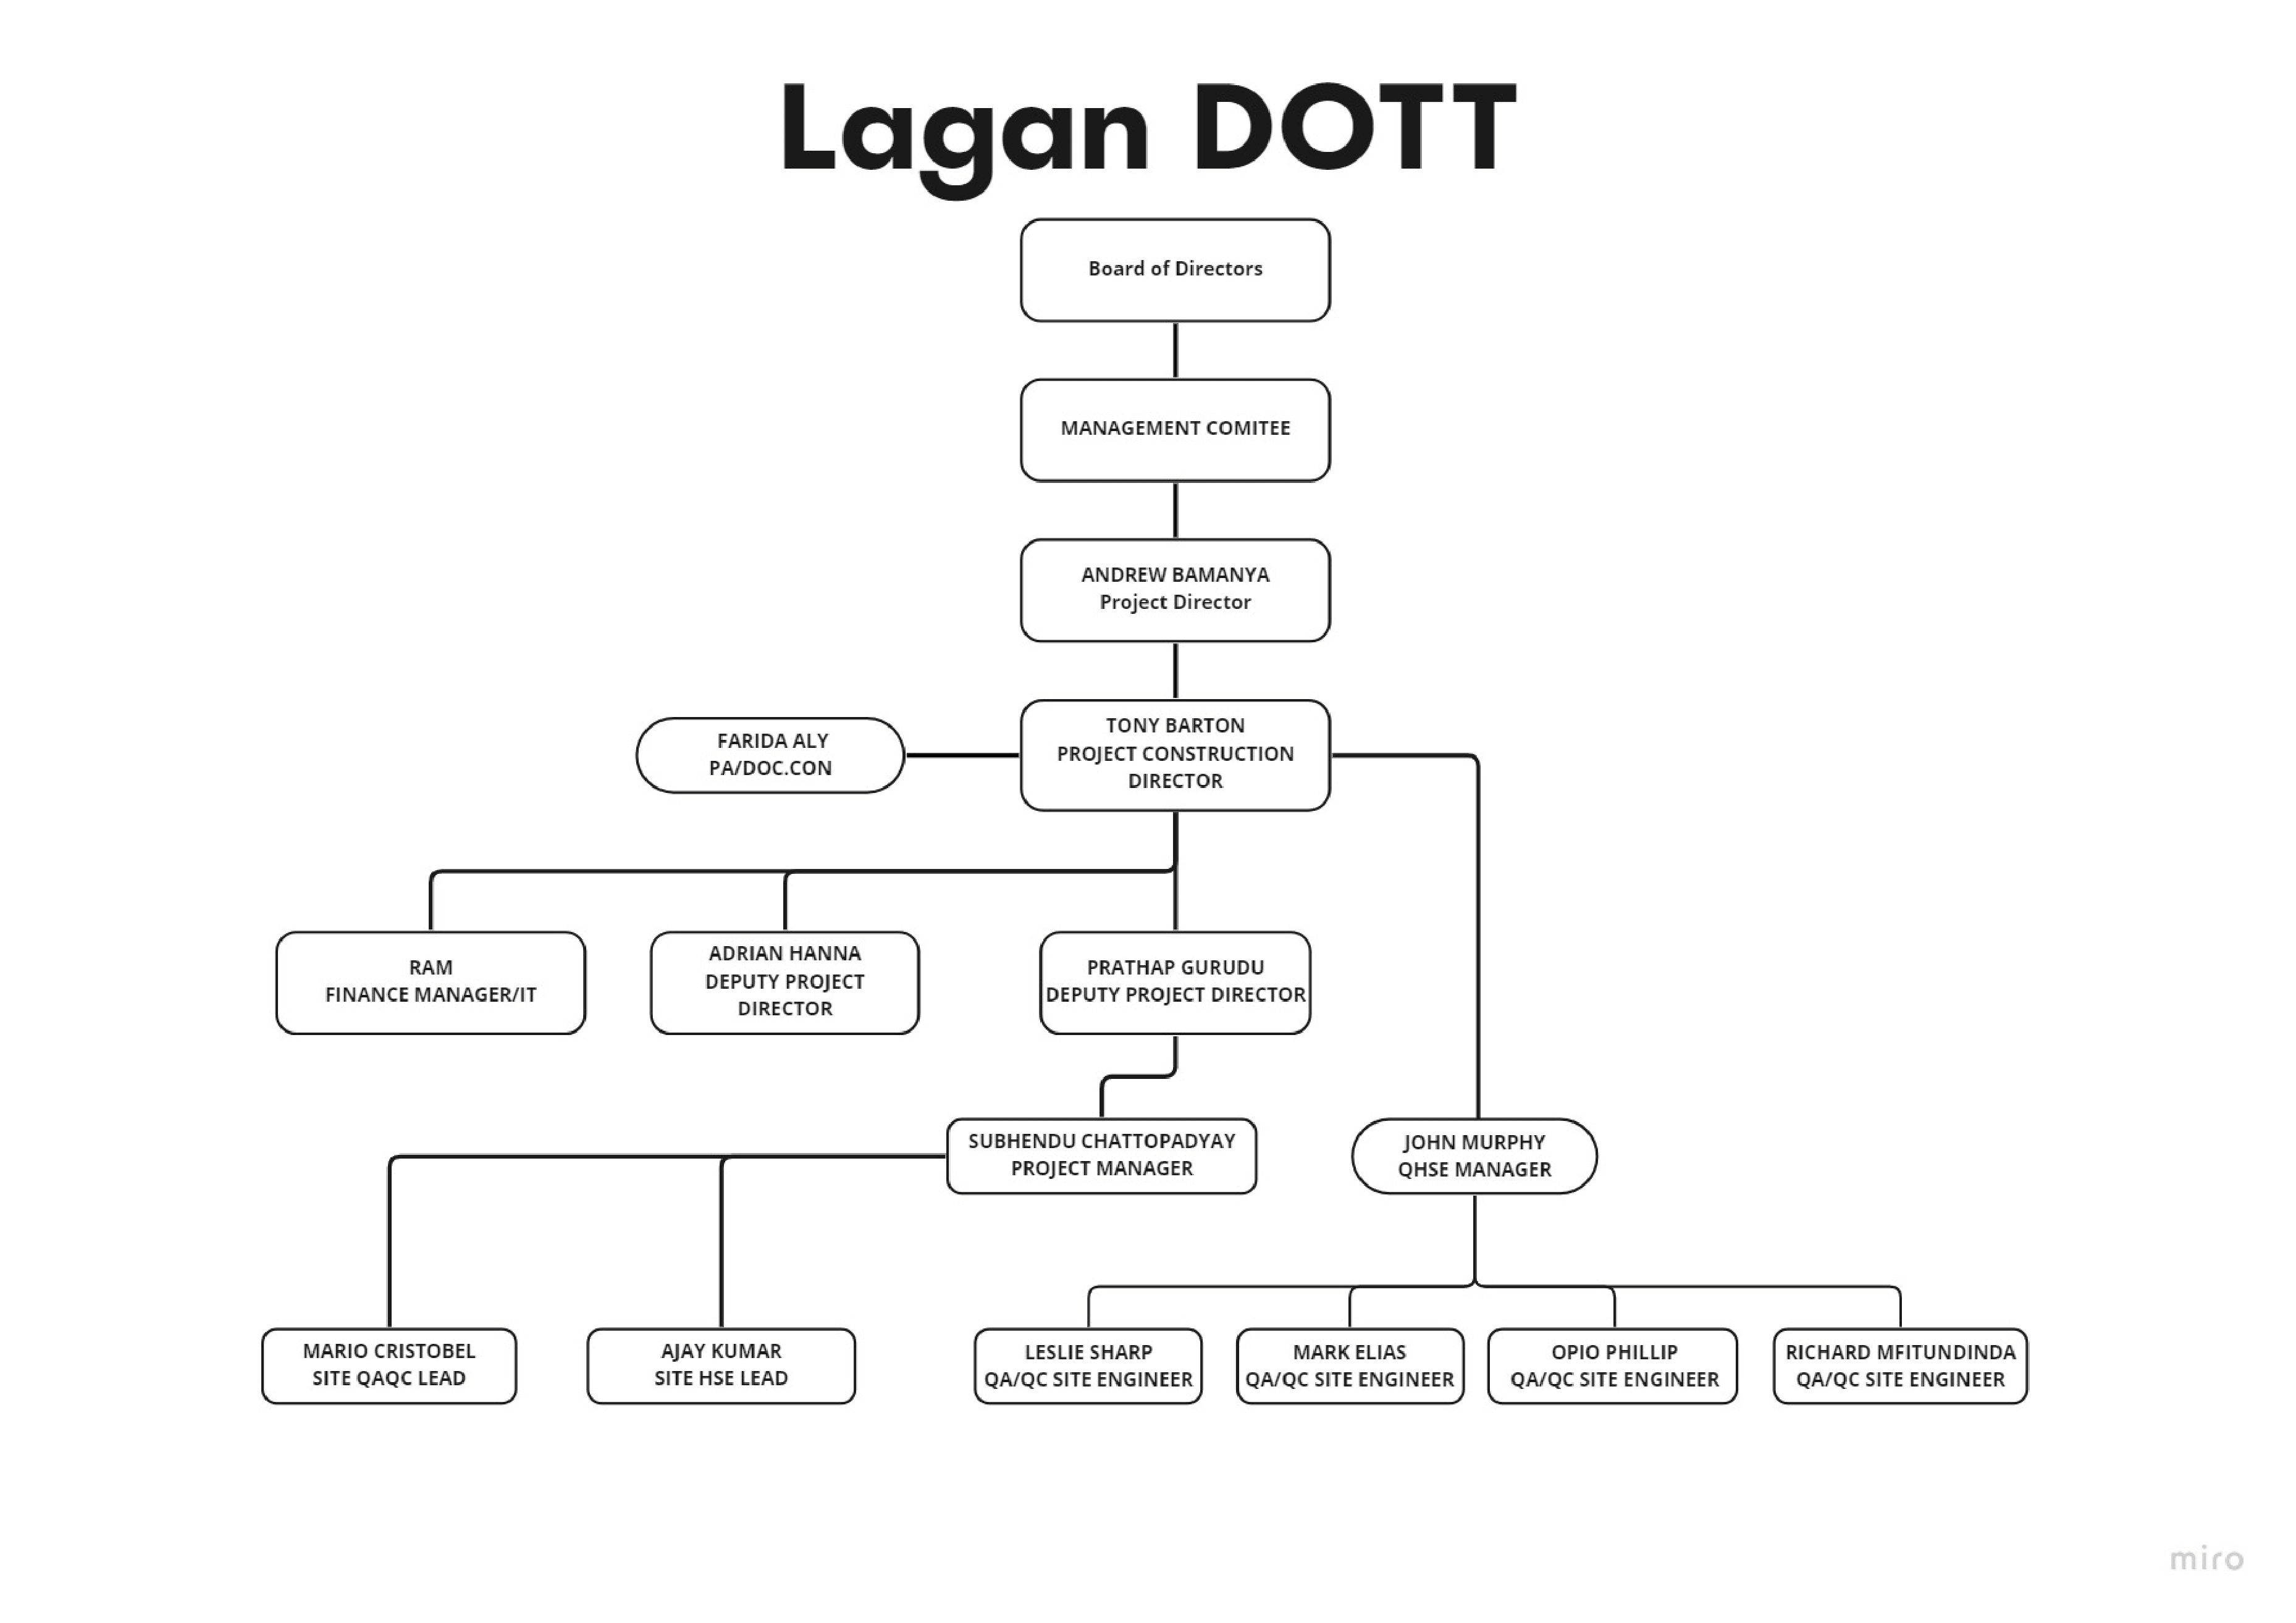 Lagan DOTT
Board of Directors
MANAGEMENT COMITEE
ANDREW BAMANYA
Project Director
FARIDA ALY
PA/DOC.CON
TONY BARTON
PROJECT CONSTRUCTION
DIRECTOR
RAM
FINANCE MANAGER/IT
ADRIAN HANNA
DEPUTY PROJECT
DIRECTOR
PRATHAP GURUDU
DEPUTY PROJECT DIRECTOR
SUBHENDU CHATTOPADYAY
PROJECT MANAGER
JOHN MURPHY
QHSE MANAGER
MARIO CRISTOBEL
SITE QAQC LEAD
AJAY KUMAR
SITE HSE LEAD
LESLIE SHARP
QA/QC SITE ENGINEER
MARK ELIAS
QA/QC SITE ENGINEER
OPIO PHILLIP
QA/QC SITE ENGINEER
RICHARD MFITUNDINDA
QA/QC SITE ENGINEER
miro